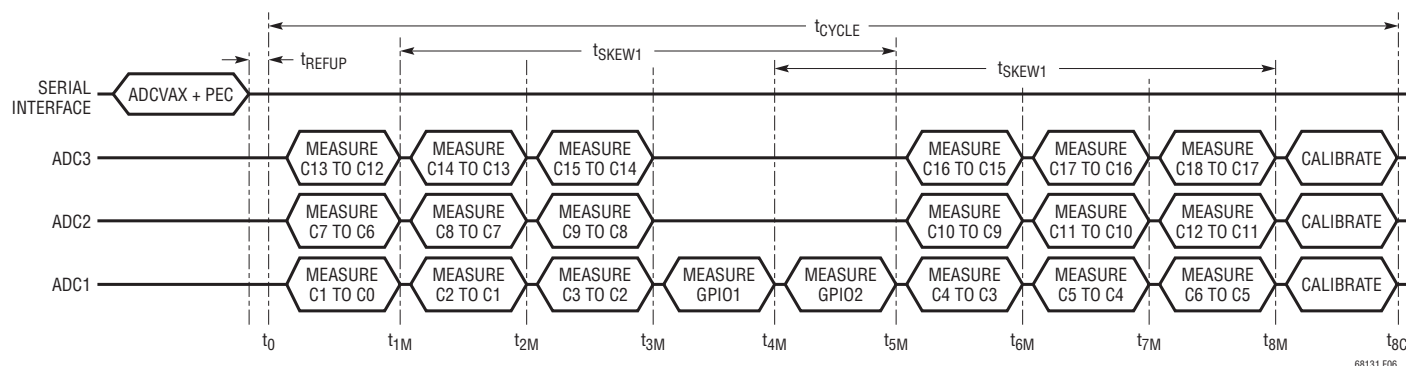 tCYCLE
tREFUP
tSKEW1
tSKEW1
SERIAL
INTERFACE
ADCVAX + PEC
ADC3
MEASURE
C13 TO C12
MEASURE
C14 TO C13
MEASURE
C15 TO C14
MEASURE
C16 TO C15
MEASURE
C17 TO C16
MEASURE
C18 TO C17
CALIBRATE
ADC2
MEASURE
C7 TO C6
MEASURE
C8 TO C7
MEASURE
C9 TO C8
MEASURE
C10 TO C9
MEASURE
C11 TO C10
MEASURE
C12 TO C11
CALIBRATE
ADC1
MEASURE
C1 TO C0
MEASURE
C2 TO C1
MEASURE
C3 TO C2
MEASURE
GPIO1
MEASURE
GPIO2
MEASURE
C4 TO C3
MEASURE
C5 TO C4
MEASURE
C6 TO C5
CALIBRATE
t0 t1M t2M t3M t4M t5M t6M t7M t8M t8C
68131 F06